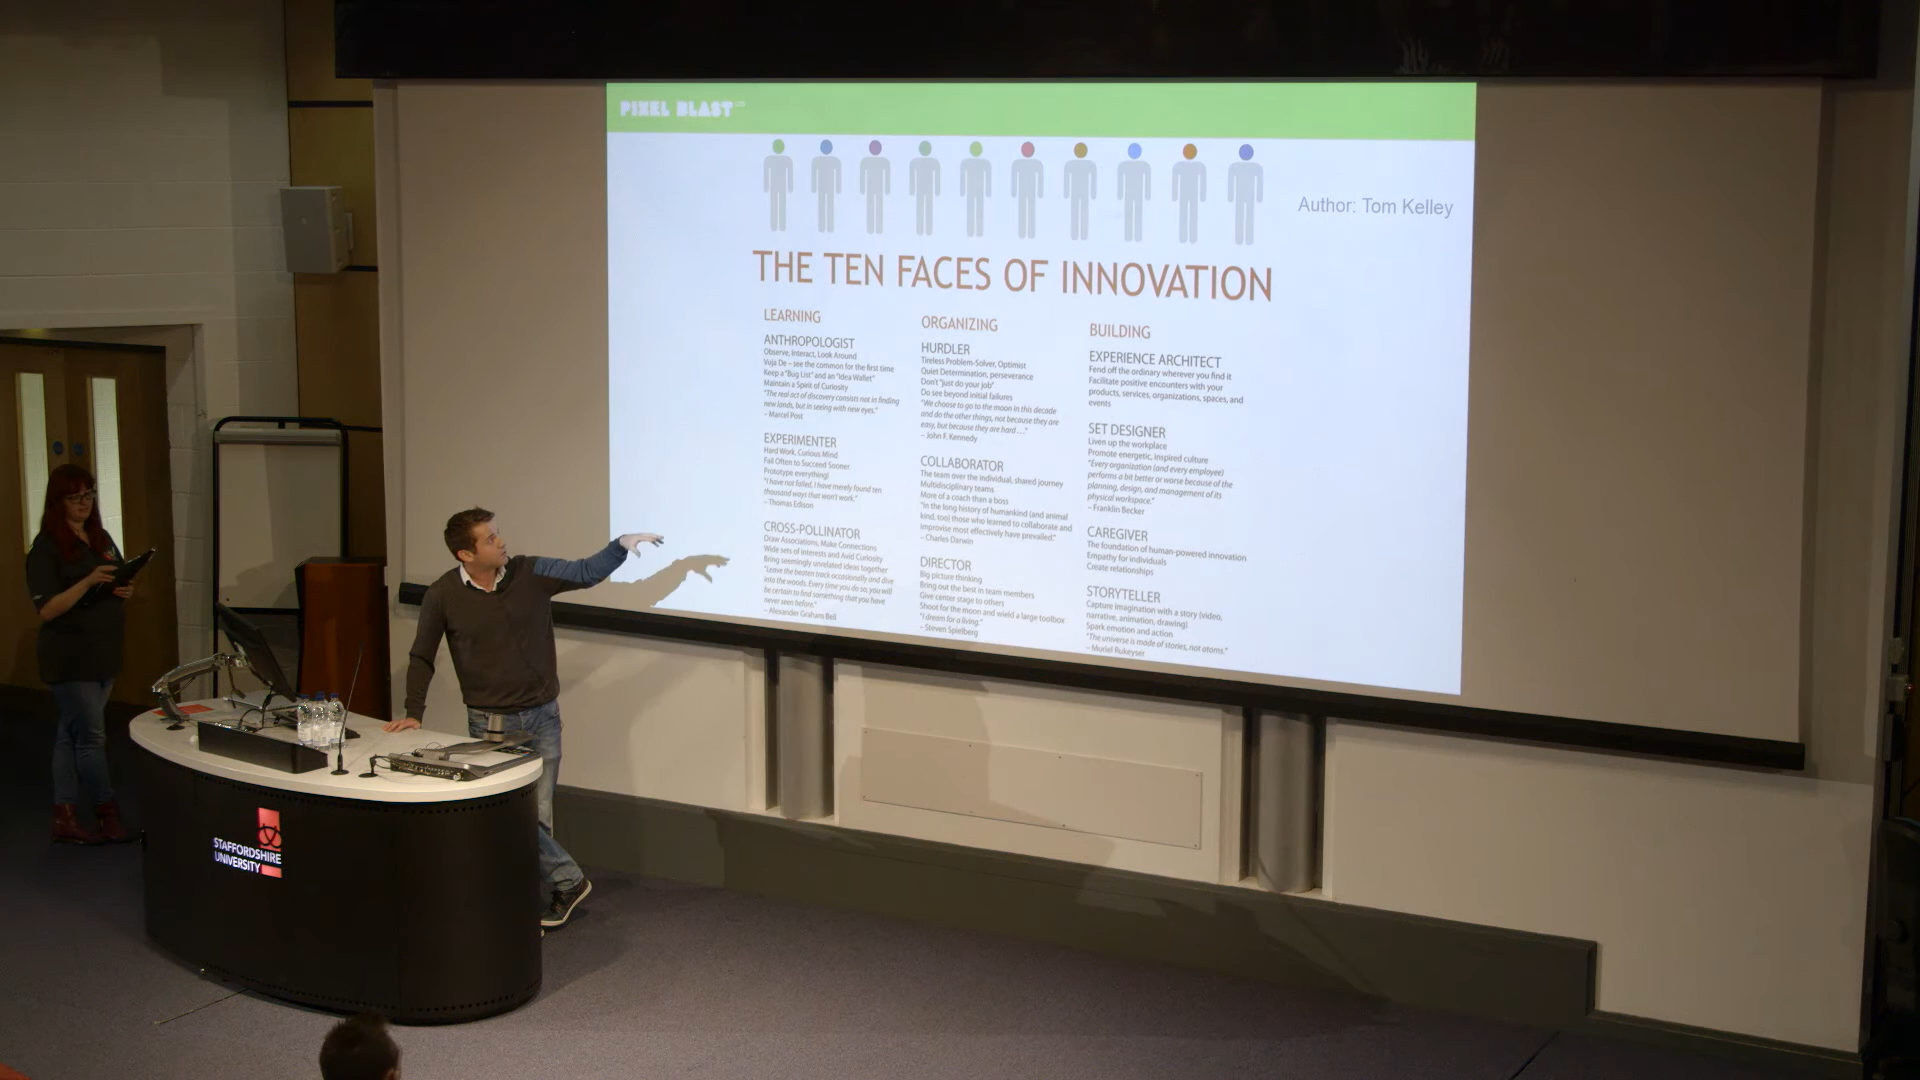 PIXEL BLAST
Author: Tom Kelley
THE TEN FACES OF INNOVATION
LEARNING
ANTHROPOLOGIST
Observe, Interact, Look Around
Vuja De – see the common for the first time
Keep a "Bug List" and an "Idea Wallet"
Maintain a Spirit of Curiosity
"The real act of discovery consists not in finding
new lands, but in seeing with new eyes."
– Marcel Post
EXPERIMENTER
Hard Work, Curious Mind
Fail Often to Succeed Sooner
Prototype everything!
"I have not failed, I have merely found ten
thousand ways that won't work."
– Thomas Edison
CROSS-POLLINATOR
Draw Associations, Make Connections
Wide sets of interests and Avid Curiosity
Bring seemingly unrelated ideas together
"Leave the beaten track occasionally and dive
into the woods. Every time you do so, you will
be certain to find something that you have
never seen before."
– Alexander Graham Bell
ORGANIZING
HURDLER
Tireless Problem-Solver, Optimist
Quiet Determination, perseverance
Don't "just do your job"
Do see beyond initial failures
"We choose to go to the moon in this decade
and do the other things, not because they are
easy, but because they are hard . . ."
– John F. Kennedy
COLLABORATOR
The team over the individual, shared journey
Multidisciplinary teams
More of a coach than a boss
"In the long history of humankind (and animal
kind, too) those who learned to collaborate and
improvise most effectively have prevailed."
– Charles Darwin
DIRECTOR
Big picture thinking
Bring out the best in team members
Give center stage to others
Shoot for the moon and wield a large toolbox
"I dream for a living."
– Steven Spielberg
BUILDING
EXPERIENCE ARCHITECT
Fend off the ordinary wherever you find it
Facilitate positive encounters with your
products, services, organizations, spaces, and
events
SET DESIGNER
Liven up the workplace
Promote energetic, inspired culture
"Every organization (and every employee)
performs a bit better or worse because of the
planning, design, and management of its
physical workspace."
– Franklin Becker
CAREGIVER
The foundation of human-powered innovation
Empathy for individuals
Create relationships
STORYTELLER
Capture imagination with a story (video,
narrative, animation, drawing)
Spark emotion and action
"The universe is made of stories, not atoms."
– Muriel Rukeyser
STAFFORDSHIRE
UNIVERSITY